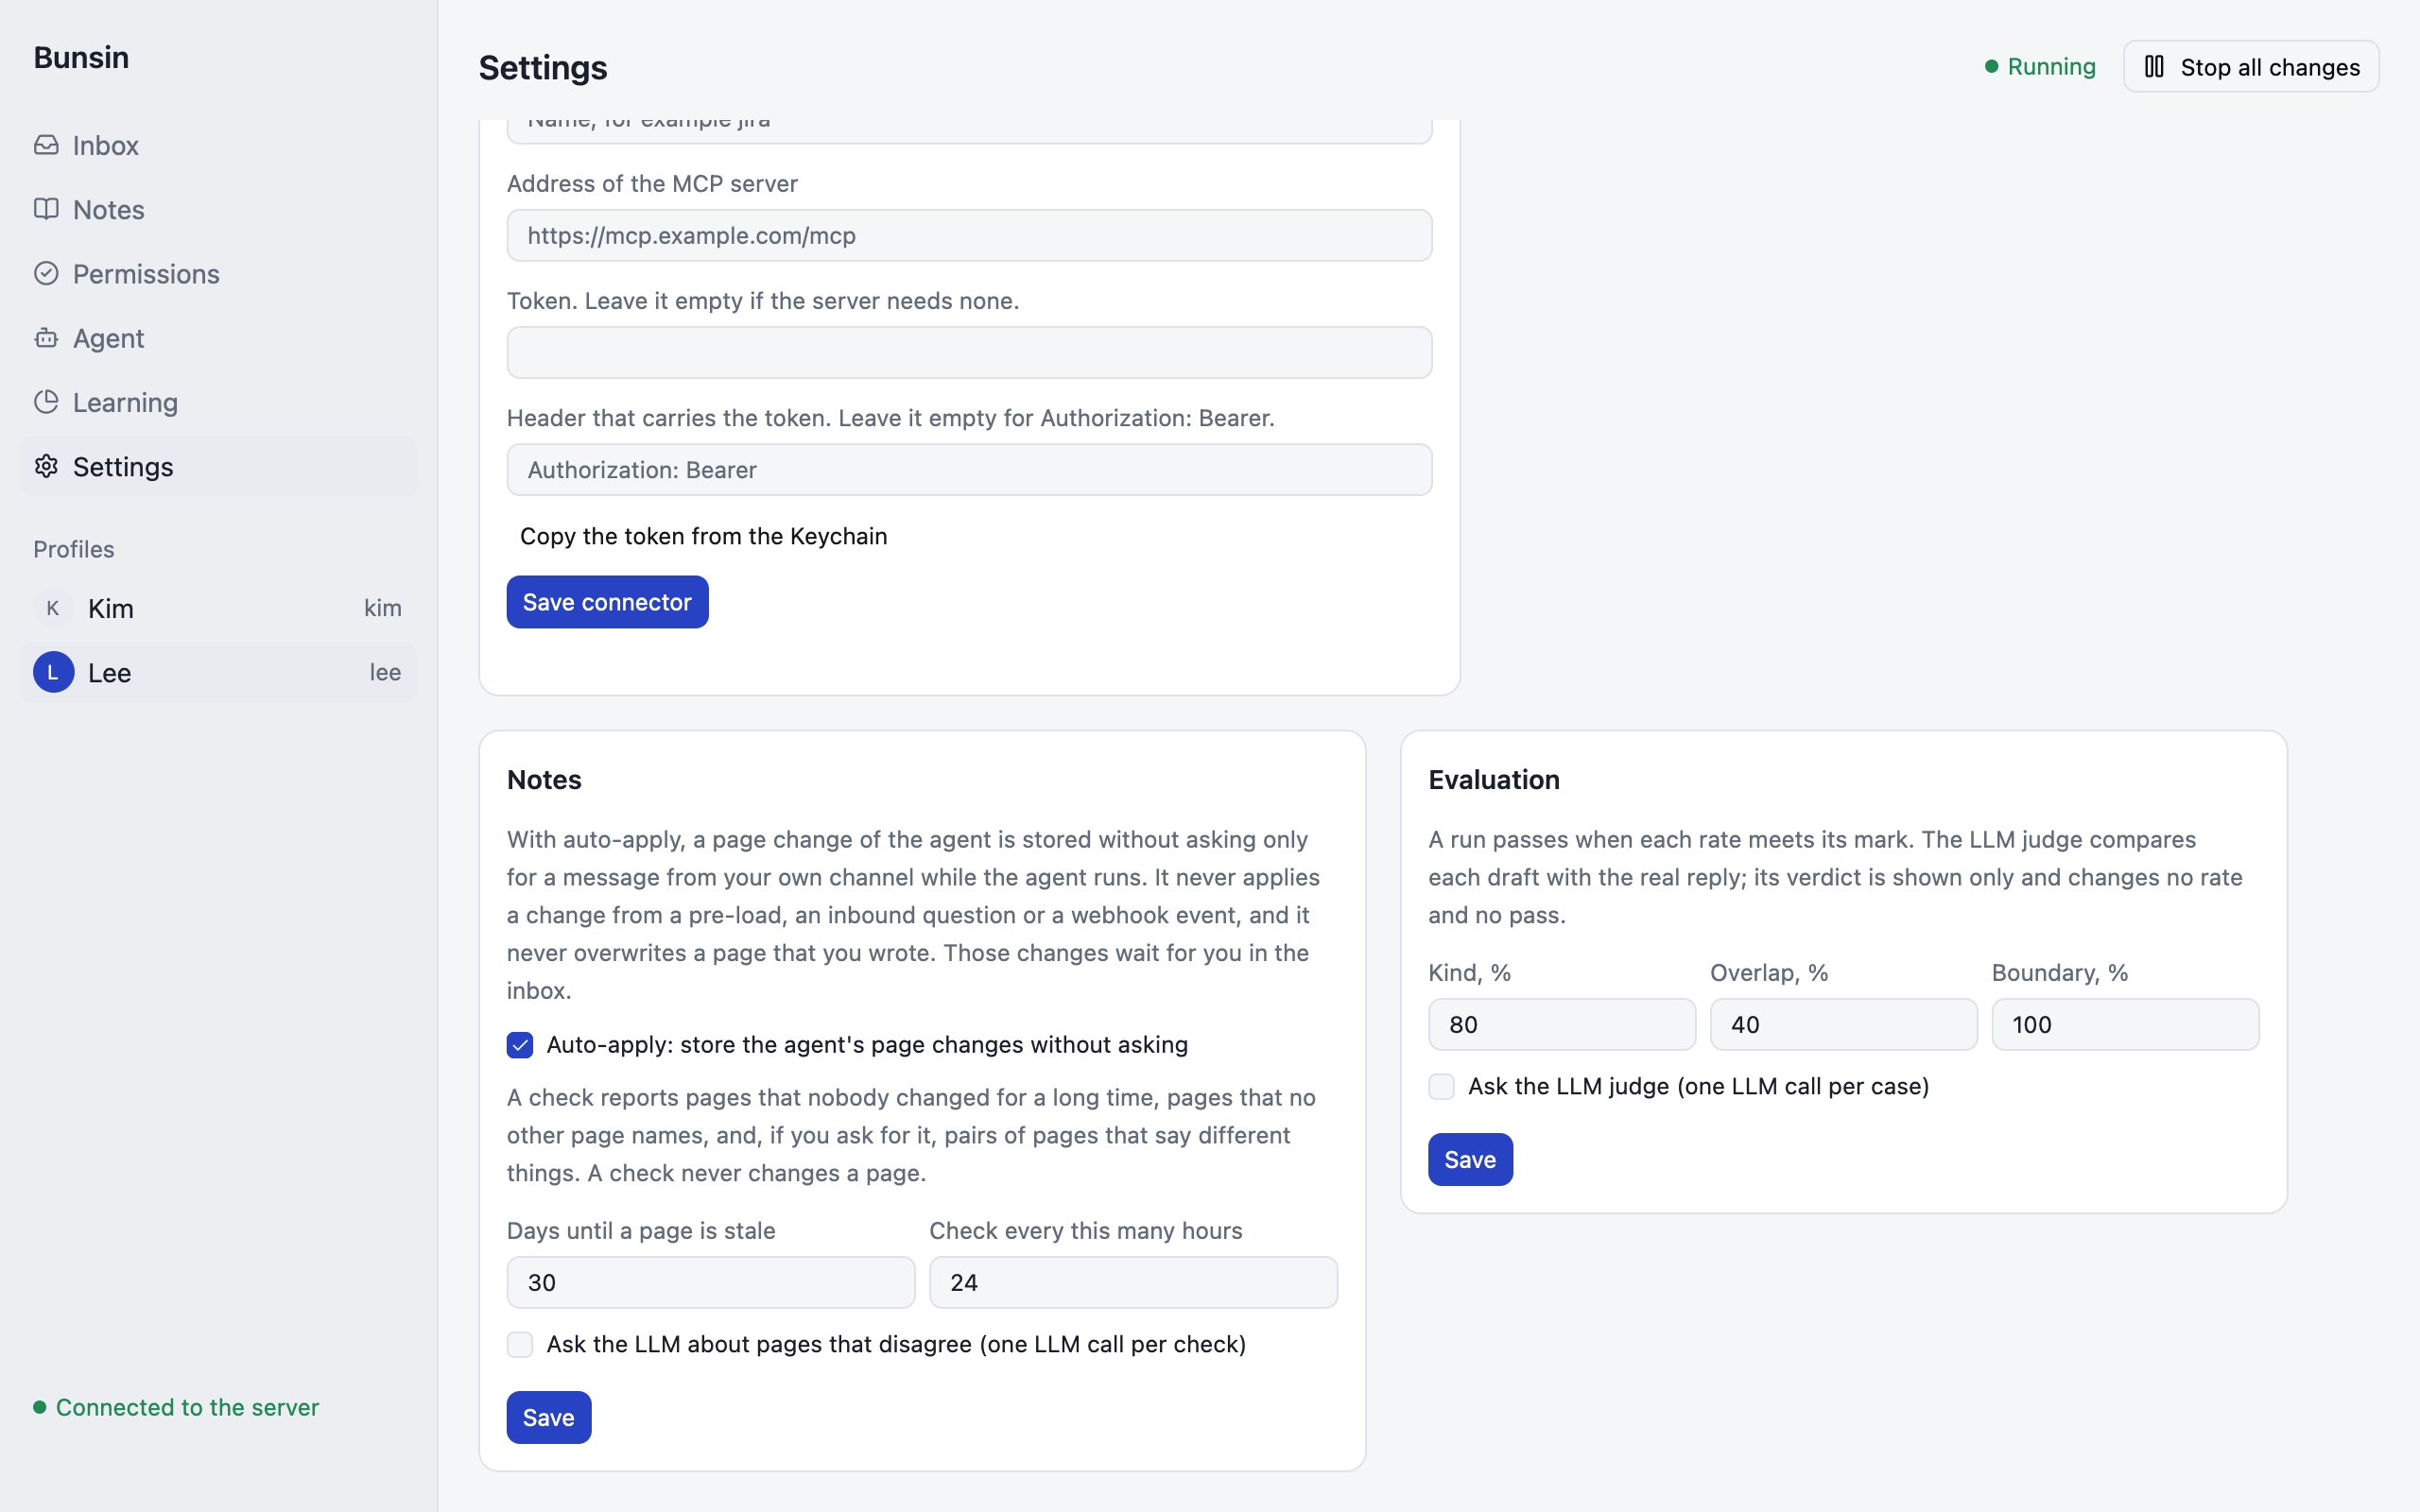 Bunsin
Inbox
Notes
Permissions
Agent
Learning
Settings
Profiles
K Kim kim
L Lee lee
Connected to the server
Settings
Running
Stop all changes
Name, for example jira
Address of the MCP server
https://mcp.example.com/mcp
Token. Leave it empty if the server needs none.
Header that carries the token. Leave it empty for Authorization: Bearer.
Authorization: Bearer
Copy the token from the Keychain
Save connector
Notes
With auto-apply, a page change of the agent is stored without asking only
for a message from your own channel while the agent runs. It never applies
a change from a pre-load, an inbound question or a webhook event, and it
never overwrites a page that you wrote. Those changes wait for you in the
inbox.
Auto-apply: store the agent's page changes without asking
A check reports pages that nobody changed for a long time, pages that no
other page names, and, if you ask for it, pairs of pages that say different
things. A check never changes a page.
Days until a page is stale
Check every this many hours
30
24
Ask the LLM about pages that disagree (one LLM call per check)
Save
Evaluation
A run passes when each rate meets its mark. The LLM judge compares
each draft with the real reply; its verdict is shown only and changes no rate
and no pass.
Kind, %
Overlap, %
Boundary, %
80
40
100
Ask the LLM judge (one LLM call per case)
Save